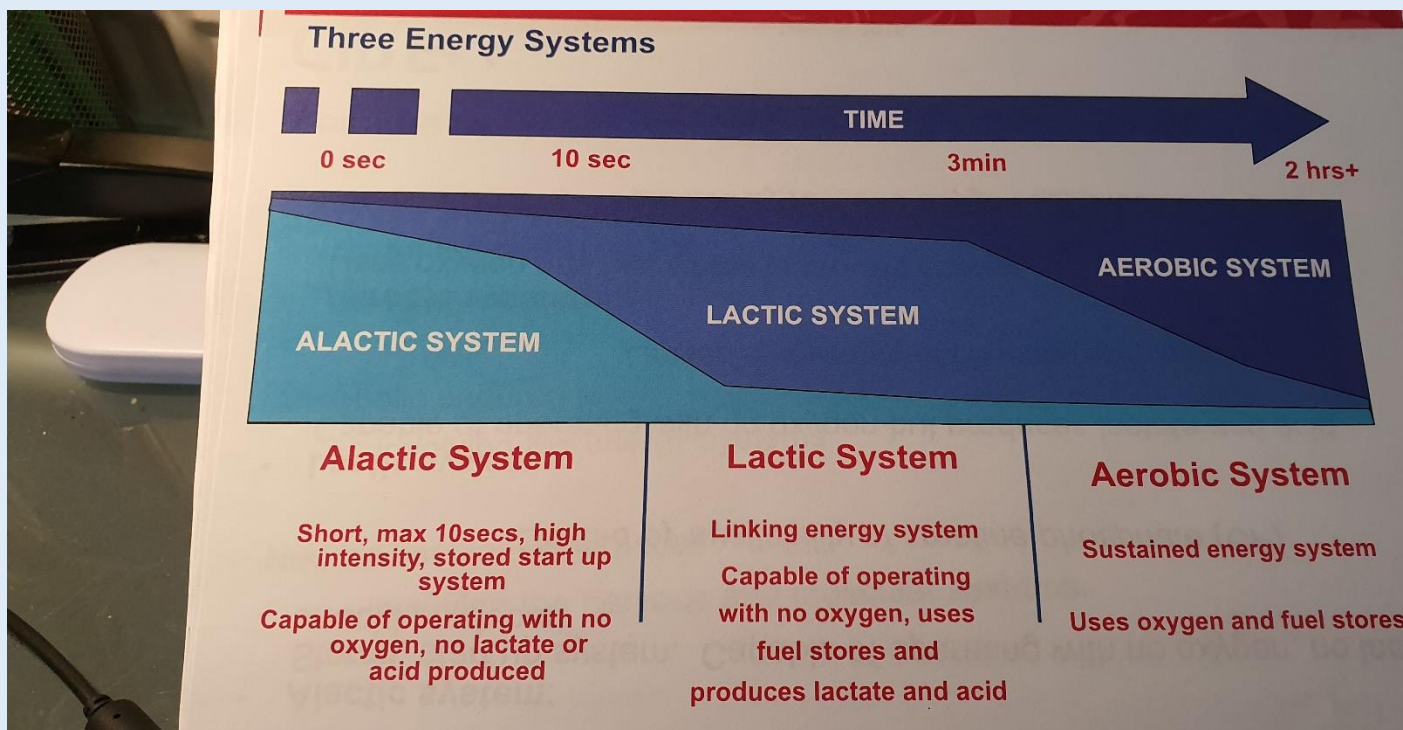 Three Energy Systems
TIME
0 sec 10 sec 3min 2 hrs+
AEROBIC SYSTEM
LACTIC SYSTEM
ALACTIC SYSTEM
Alactic System
Short, max 10secs, high
intensity, stored start up
system
Capable of operating with no
oxygen, no lactate or
acid produced
Lactic System
Linking energy system
Capable of operating
with no oxygen, uses
fuel stores and
produces lactate and acid
Aerobic System
Sustained energy system
Uses oxygen and fuel stores